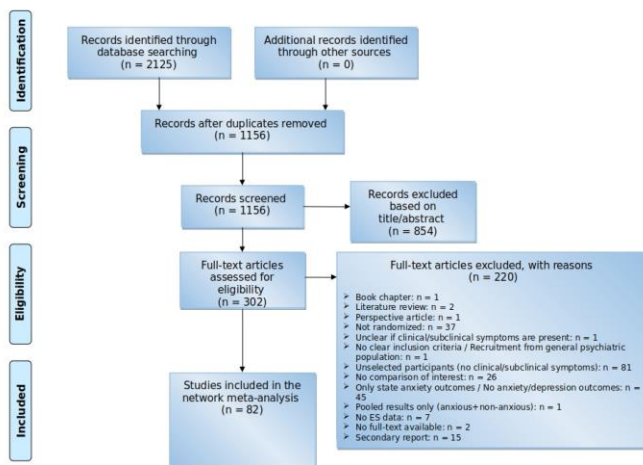 Identification
Records identified through
database searching
(n = 2125)
Additional records identified
through other sources
(n = 0)
Records after duplicates removed
(n = 1156)
Screening
Records screened
(n = 1156)
Records excluded
based on
title/abstract
(n = 854)
Eligibility
Full-text articles
assessed for
eligibility
(n = 302)
Full-text articles excluded, with reasons
(n = 220)
Book chapter: n = 1
Literature review: n = 2
Perspective article: n = 1
Not randomized: n = 37
Unclear if clinical/subclinical symptoms are present: n = 1
No clear inclusion criteria / Recruitment from general psychiatric
population: n = 1
Unselected participants (no clinical/subclinical symptoms): n = 81
No comparison of interest: n = 26
Only state anxiety outcomes / No anxiety/depression outcomes: n =
45
Pooled results only (anxious+non-anxious): n = 1
No ES data: n = 7
No full-text available: n = 2
Secondary report: n = 15
Included
Studies included in the
network meta-analysis
(n = 82)